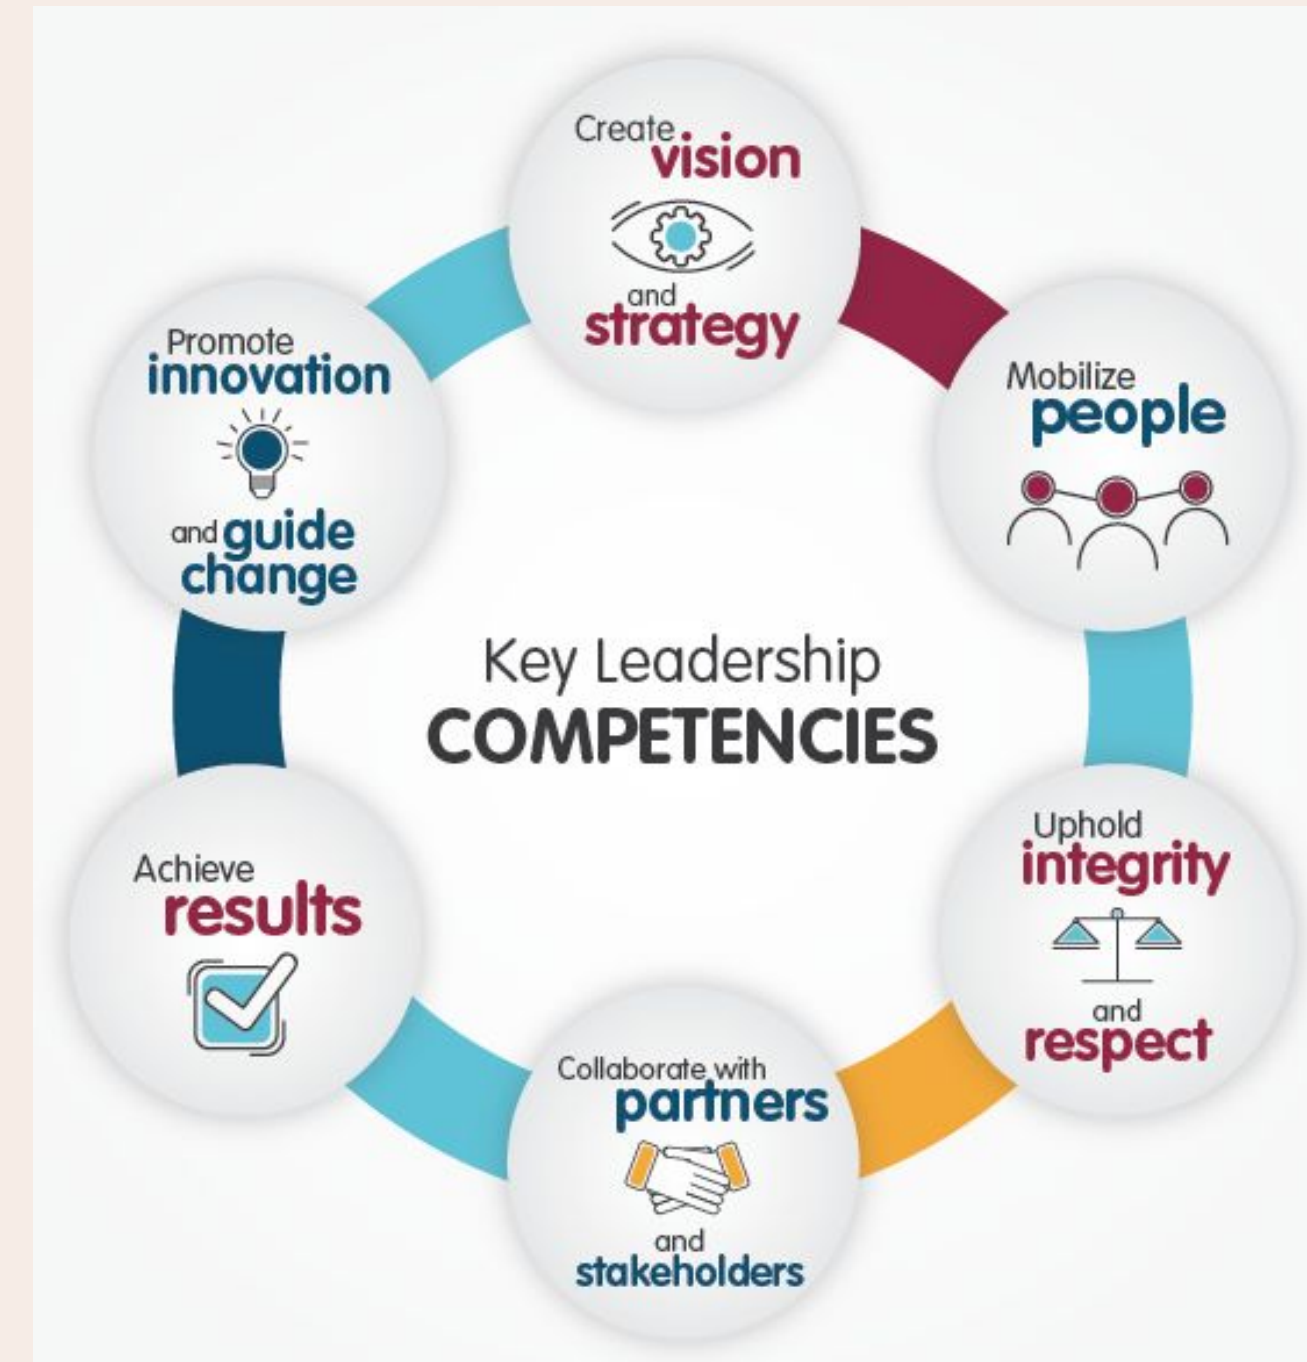 Create
vision
and
strategy
Mobilize
people
Uphold
integrity
and
respect
Collaborate with
partners
and
stakeholders
Achieve
results
Promote
innovation
and guide
change
Key Leadership
COMPETENCIES